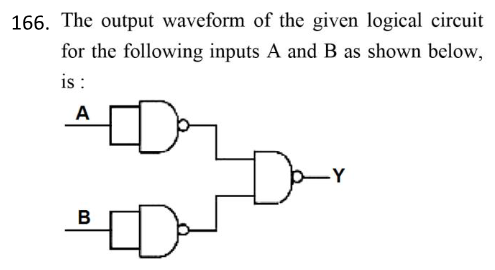 166. The output waveform of the given logical circuit
for the following inputs A and B as shown below,
is :
A
Y
B